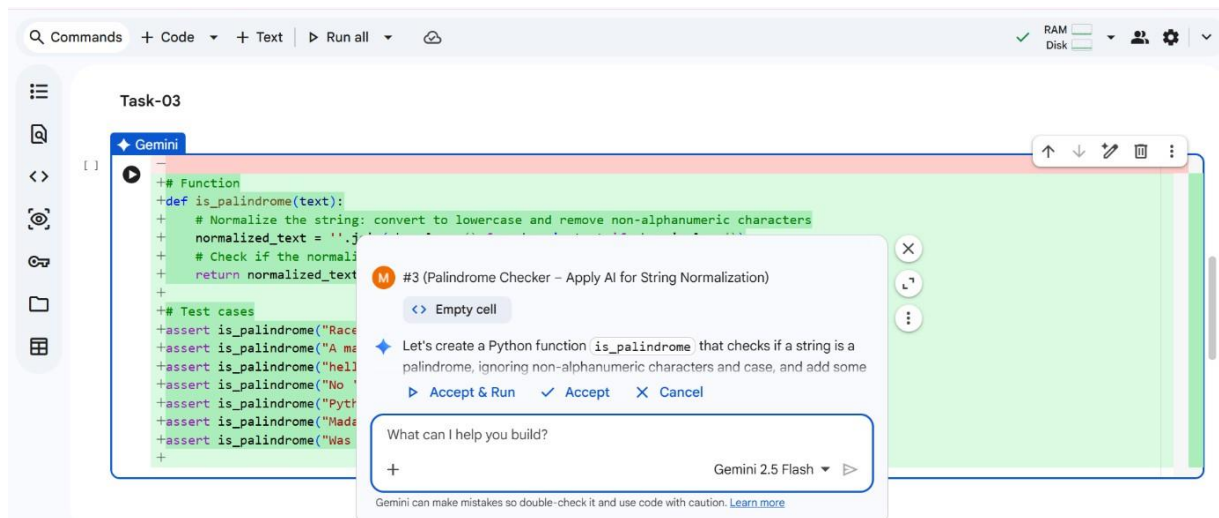 Commands + Code + Text Run all
RAM
Disk
Task-03
Gemini
[ ]
−
+# Function
+def is_palindrome(text):
+    # Normalize the string: convert to lowercase and remove non-alphanumeric characters
+    normalized_text = ''.j
+    # Check if the normali
+    return normalized_text
+
+# Test cases
+assert is_palindrome("Race
+assert is_palindrome("A ma
+assert is_palindrome("hell
+assert is_palindrome("No '
+assert is_palindrome("Pyth
+assert is_palindrome("Mada
+assert is_palindrome("Was
+
M #3 (Palindrome Checker – Apply AI for String Normalization)
<> Empty cell
Let's create a Python function is_palindrome that checks if a string is a
palindrome, ignoring non-alphanumeric characters and case, and add some
Accept & Run Accept Cancel
What can I help you build?
+ Gemini 2.5 Flash
Gemini can make mistakes so double-check it and use code with caution. Learn more